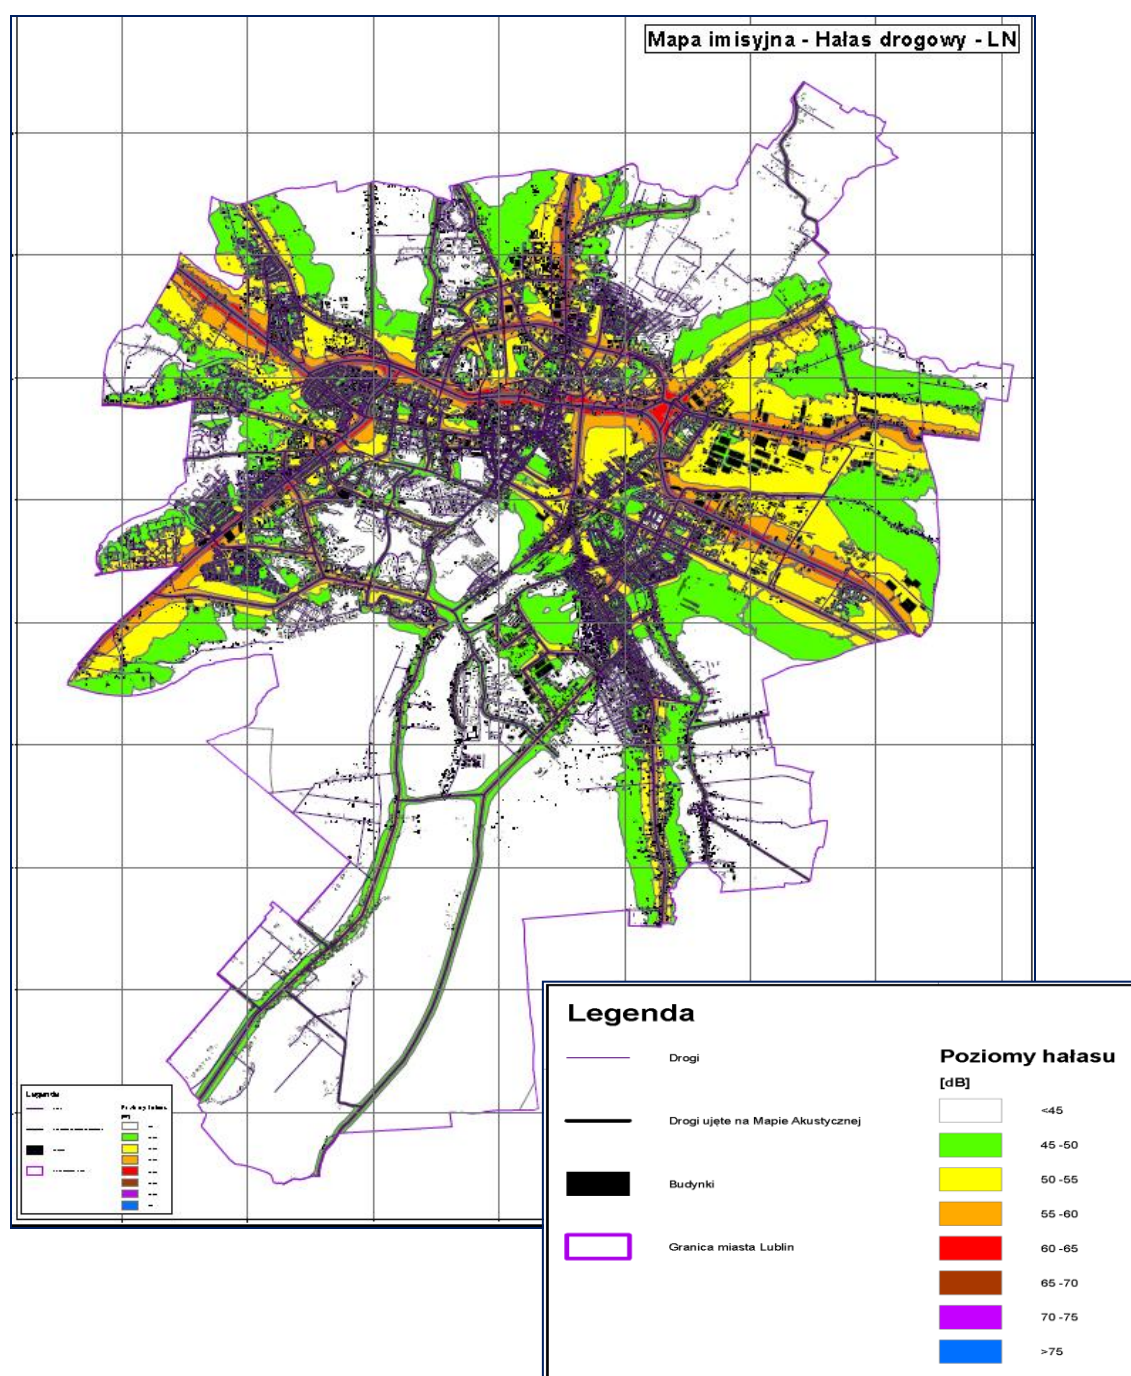 Mapa imisyjna - Hałas drogowy - LN
Legenda
Legenda
Drogi
Drogi ujęte na Mapie Akustycznej
Budynki
Granica miasta Lublin
Poziomy hałasu
[dB]
<45
45 -50
50 -55
55 -60
60 -65
65 -70
70 -75
>75